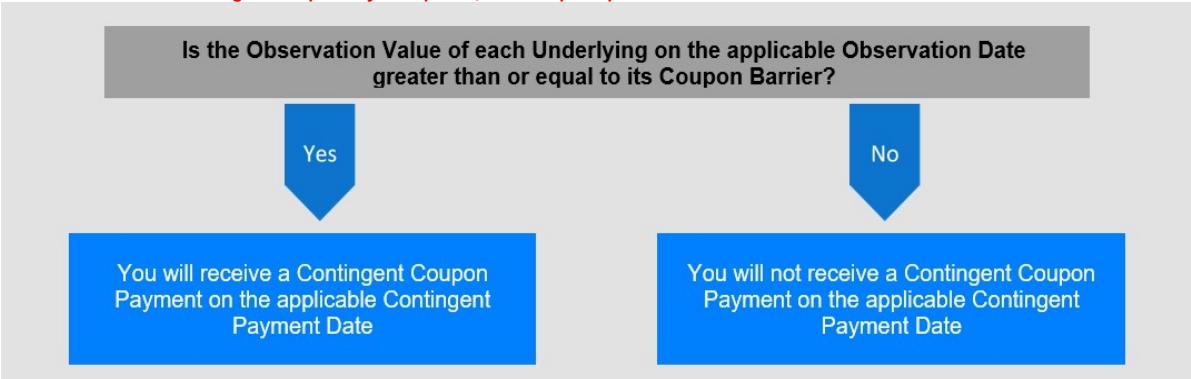 Is the Observation Value of each Underlying on the applicable Observation Date
greater than or equal to its Coupon Barrier?
Yes
No
You will receive a Contingent Coupon
Payment on the applicable Contingent
Payment Date
You will not receive a Contingent Coupon
Payment on the applicable Contingent
Payment Date